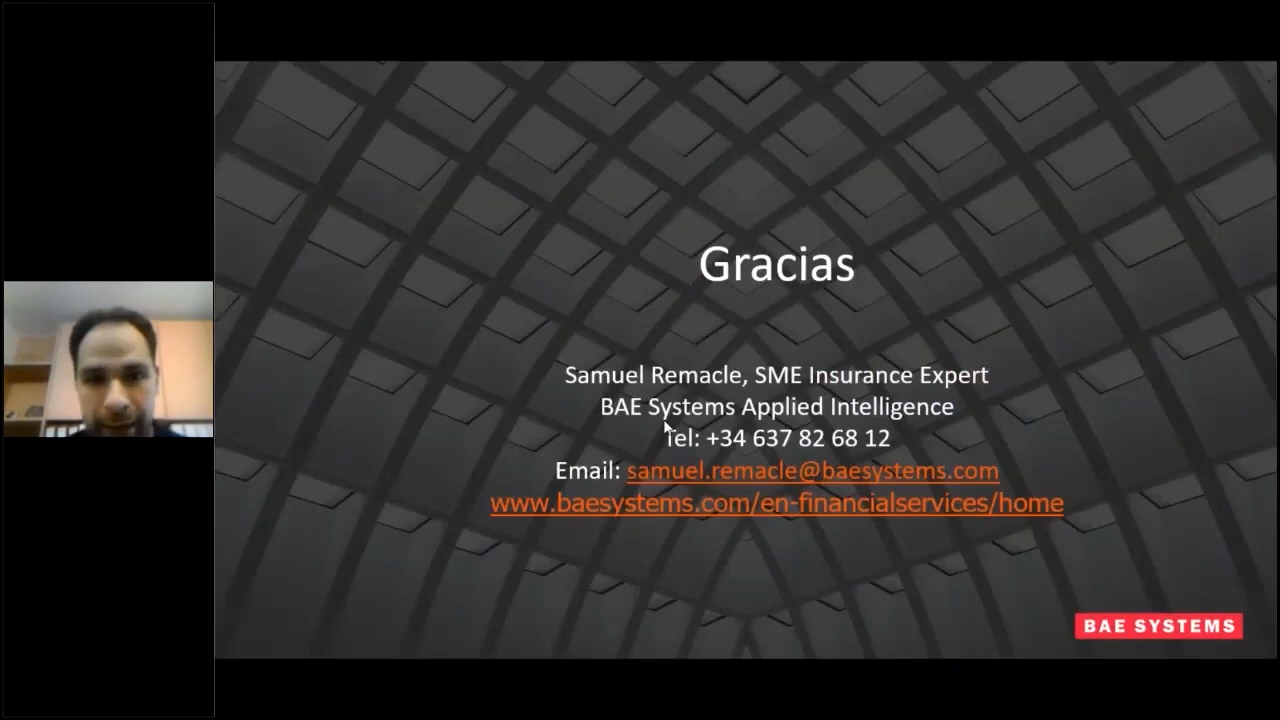 Gracias
Samuel Remacle, SME Insurance Expert
BAE Systems Applied Intelligence
Tel: +34 637 82 68 12
Email: samuel.remacle@baesystems.com
www.baesystems.com/en-financialservices/home
BAE SYSTEMS